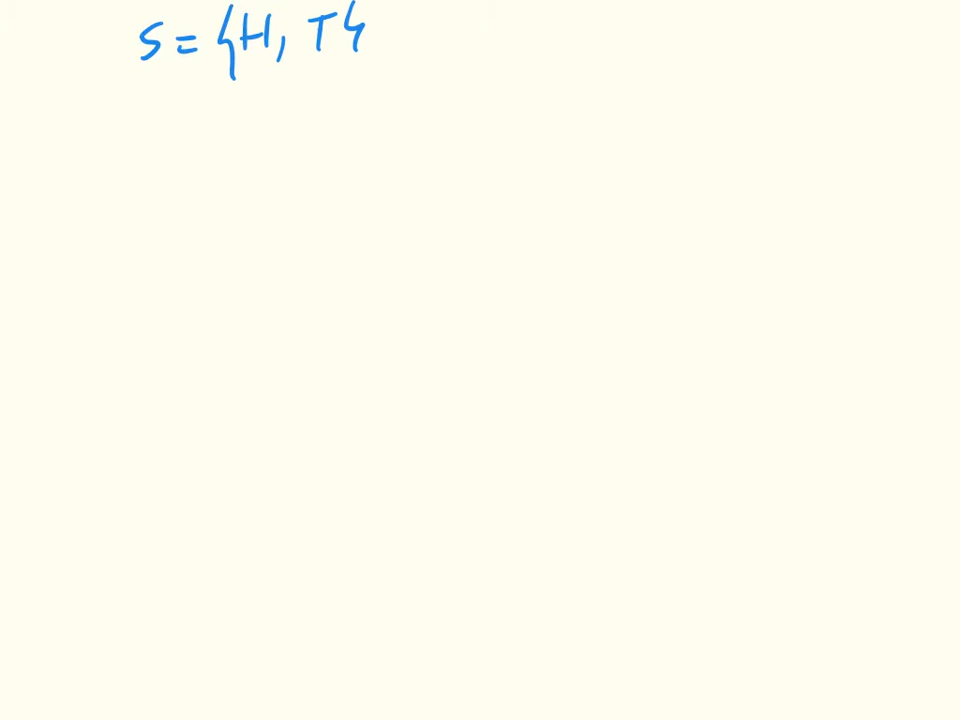 S = {H, T}